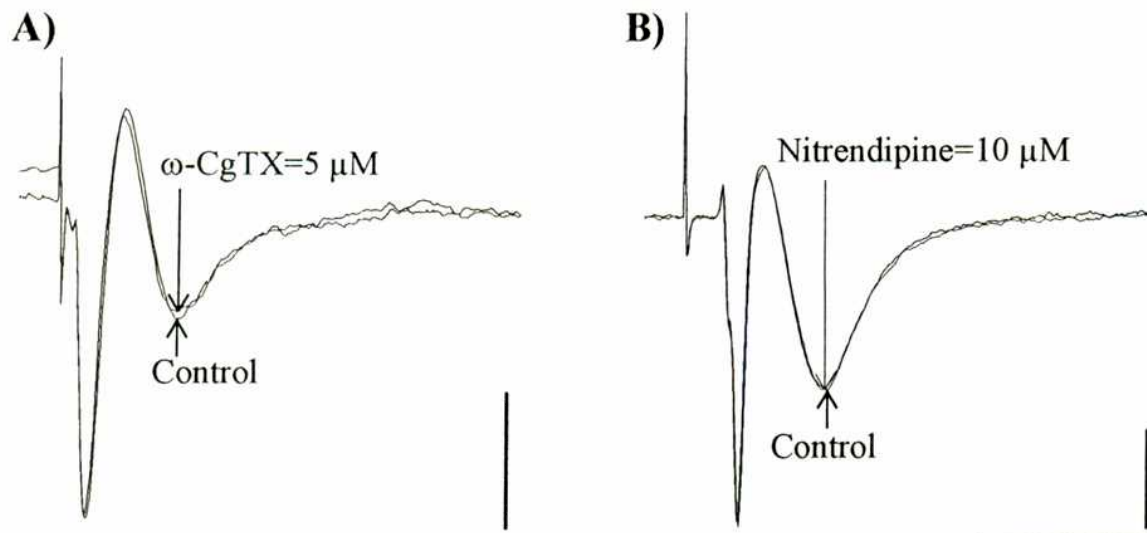 A)
B)
ω-CgTX=5 µM
Nitrendipine=10 µM
Control
Control